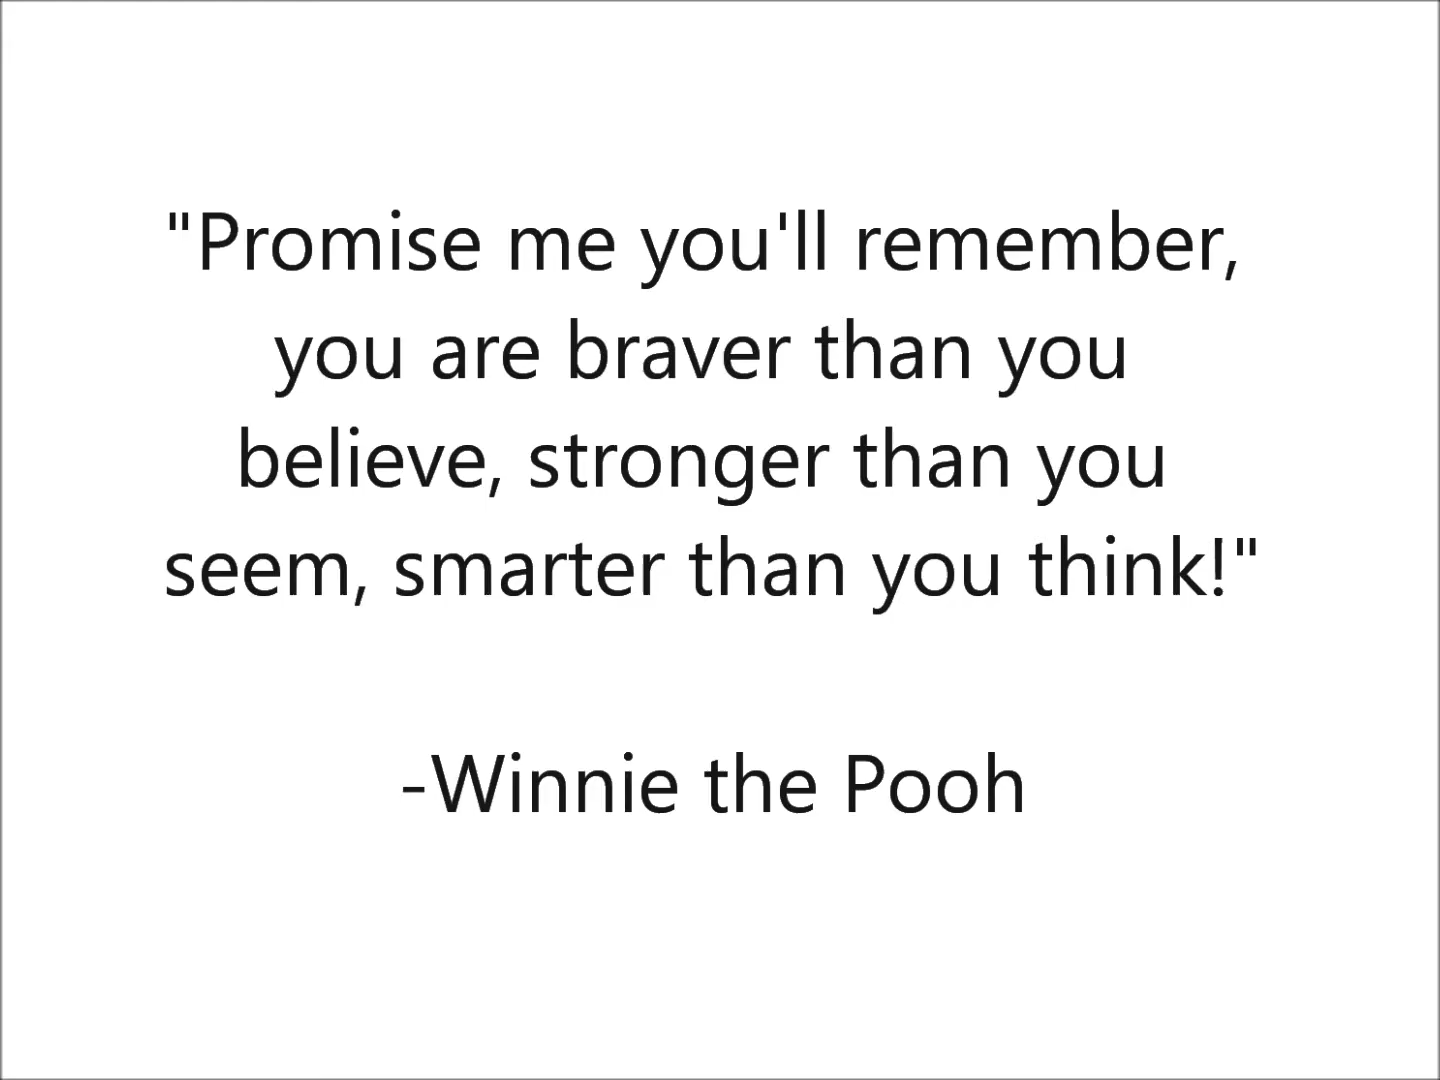 "Promise me you'll remember,
you are braver than you
believe, stronger than you
seem, smarter than you think!"
-Winnie the Pooh